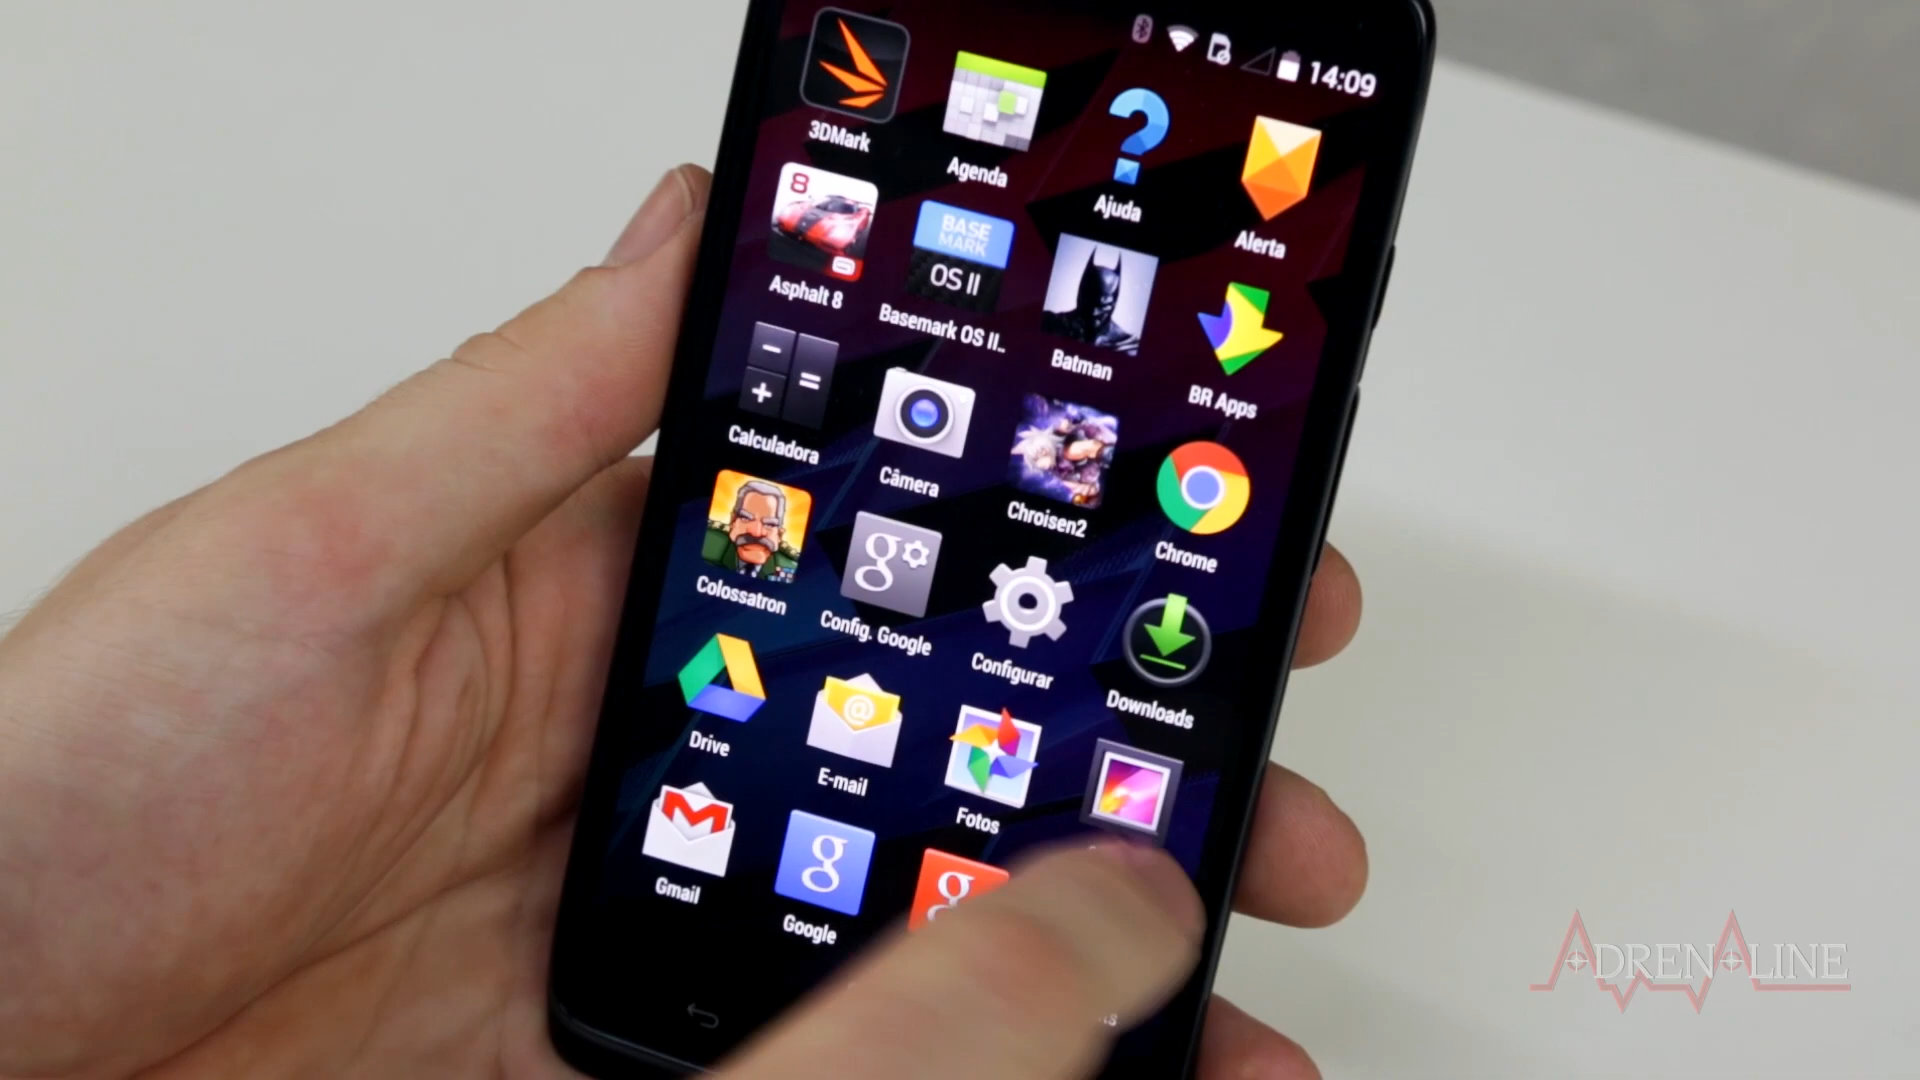 14:09
3DMark
Agenda
Ajuda
Alerta
8
BASE
MARK
OS II
Asphalt 8
Basemark OS II..
Batman
BR Apps
Calculadora
Câmera
Chroisen2
Chrome
g
Colossatron
Config. Google
Configurar
Downloads
@
Drive
E-mail
Fotos
M
g
g
Gmail
Google
ADRENALINE